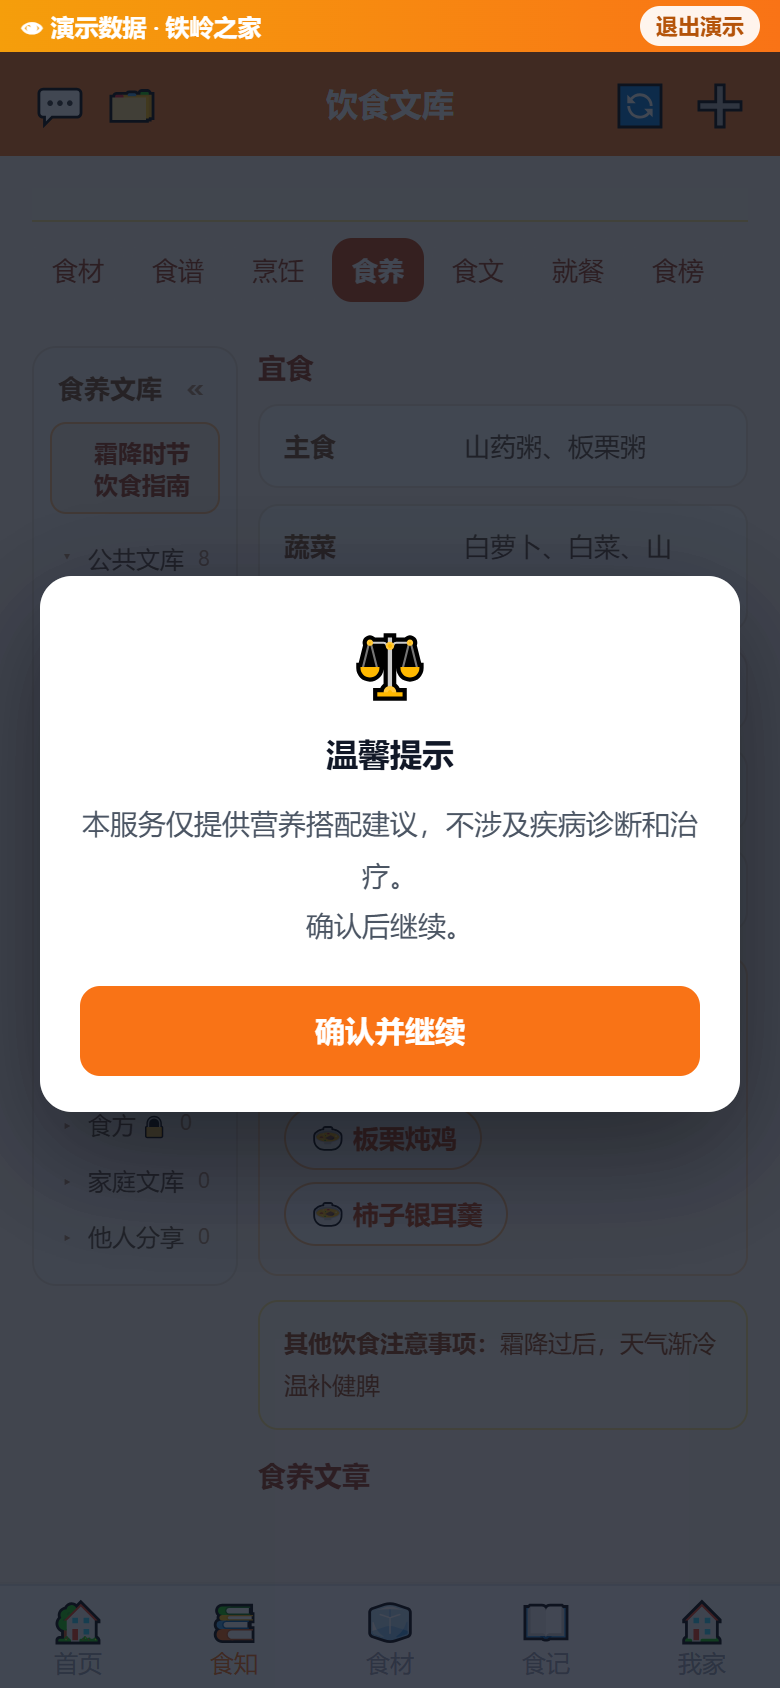 演示数据 · 铁岭之家
退出演示
饮食文库
食材 食谱 烹饪 食养 食文 就餐 食榜
食养文库 «
霜降时节
饮食指南
公共文库 8
宜食
主食 山药粥、板栗粥
蔬菜 白萝卜、白菜、山
温馨提示
本服务仅提供营养搭配建议，不涉及疾病诊断和治
疗。
确认后继续。
确认并继续
食方 0
家庭文库 0
他人分享 0
板栗炖鸡
柿子银耳羹
其他饮食注意事项：霜降过后，天气渐冷
温补健脾
食养文章
首页 食知 食材 食记 我家